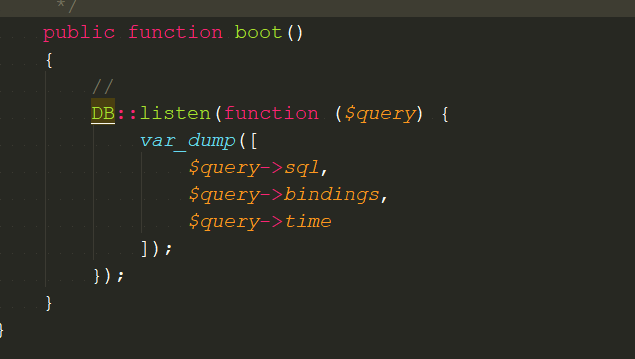 */
public function boot()
{
//
DB::listen(function ($query) {
var_dump([
$query->sql,
$query->bindings,
$query->time
]);
});
}
}